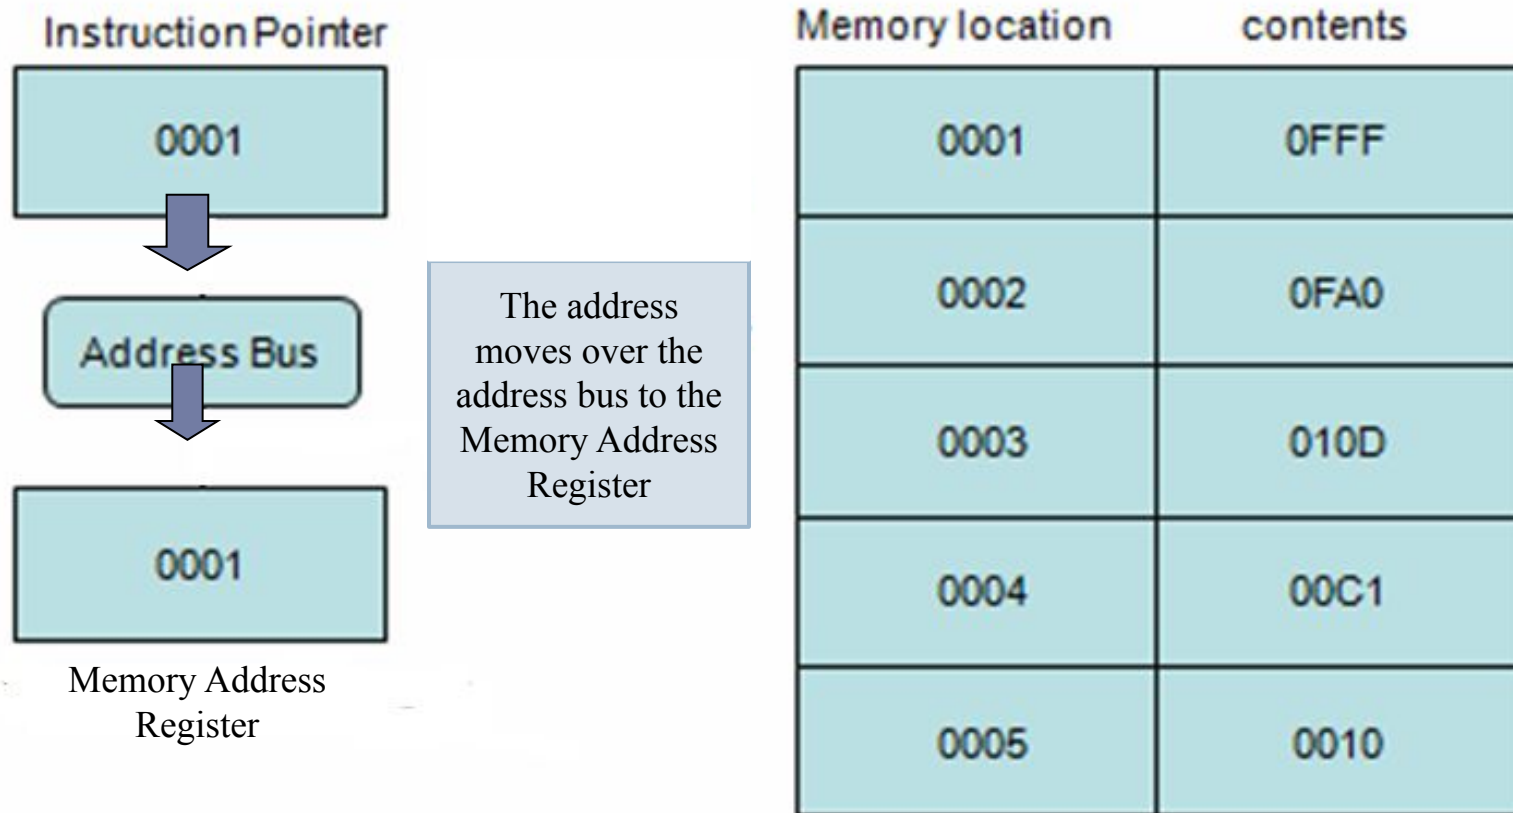 Instruction Pointer
0001
Address Bus
0001
Memory Address
Register
The address
moves over the
address bus to the
Memory Address
Register
Memory location contents
0001 0FFF
0002 0FA0
0003 010D
0004 00C1
0005 0010